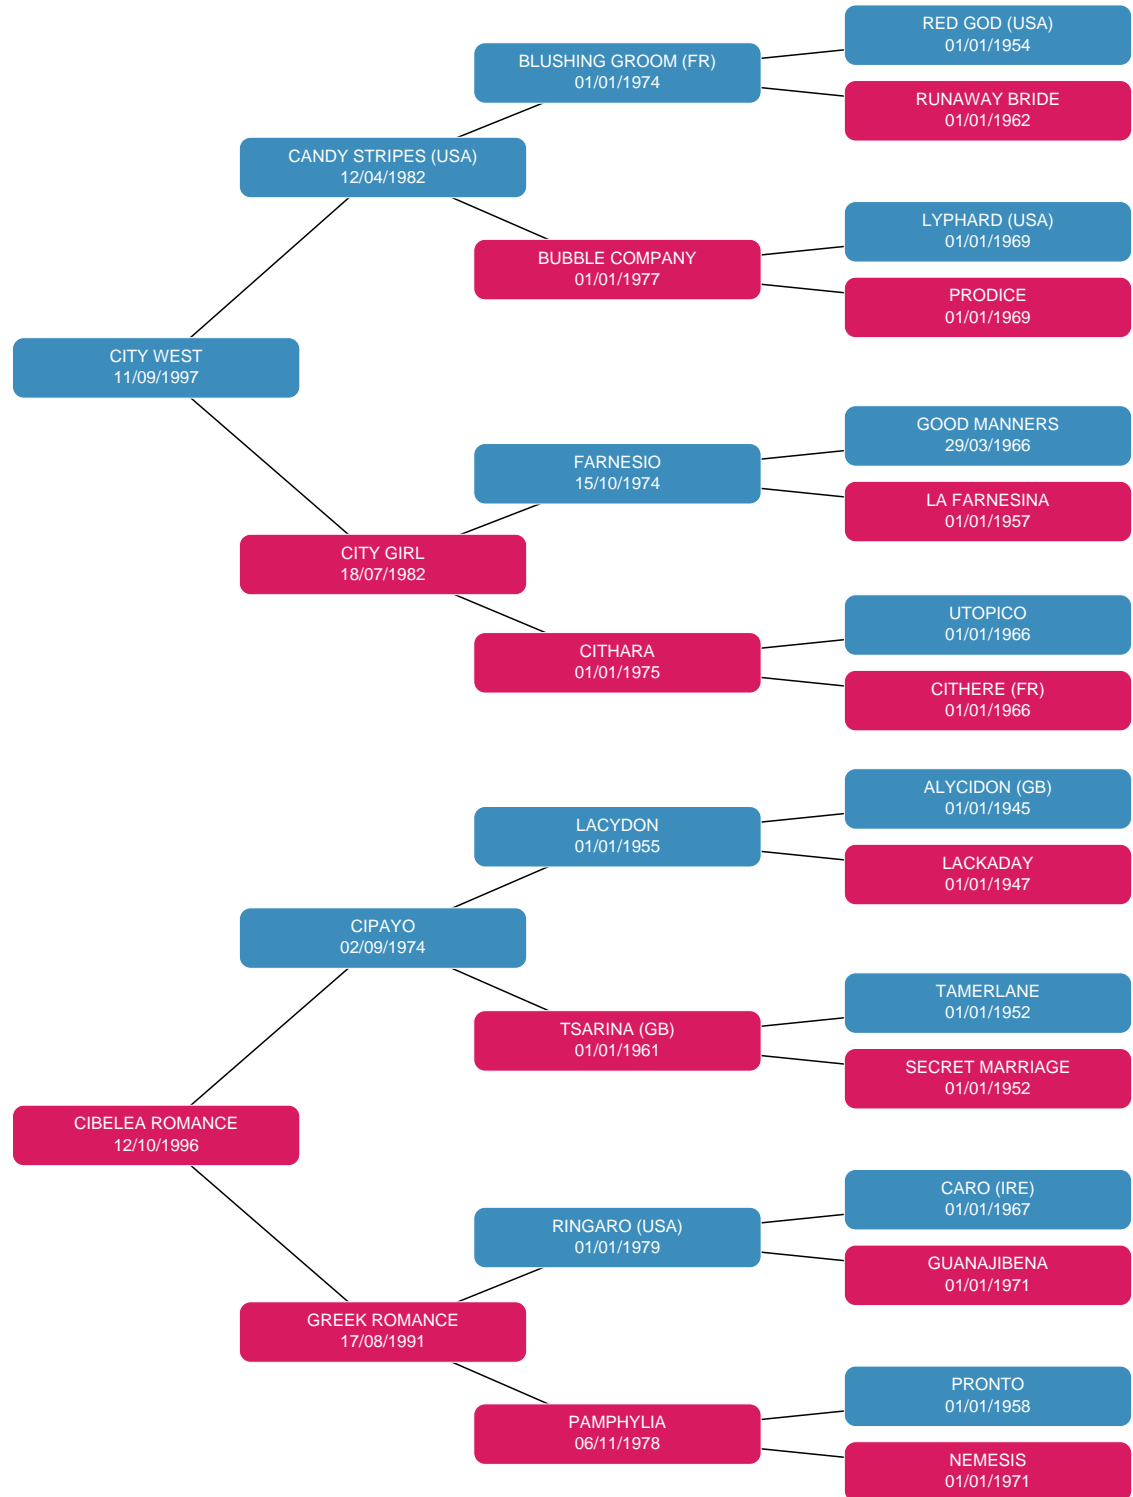 RED GOD (USA)
01/01/1954
BLUSHING GROOM (FR)
01/01/1974
RUNAWAY BRIDE
01/01/1962
CANDY STRIPES (USA)
12/04/1982
LYPHARD (USA)
01/01/1969
BUBBLE COMPANY
01/01/1977
PRODICE
01/01/1969
CITY WEST
11/09/1997
GOOD MANNERS
29/03/1966
FARNESIO
15/10/1974
LA FARNESINA
01/01/1957
CITY GIRL
18/07/1982
UTOPICO
01/01/1966
CITHARA
01/01/1975
CITHERE (FR)
01/01/1966
ALYCIDON (GB)
01/01/1945
LACYDON
01/01/1955
LACKADAY
01/01/1947
CIPAYO
02/09/1974
TAMERLANE
01/01/1952
TSARINA (GB)
01/01/1961
SECRET MARRIAGE
01/01/1952
CIBELEA ROMANCE
12/10/1996
CARO (IRE)
01/01/1967
RINGARO (USA)
01/01/1979
GUANAJIBENA
01/01/1971
GREEK ROMANCE
17/08/1991
PRONTO
01/01/1958
PAMPHYLIA
06/11/1978
NEMESIS
01/01/1971